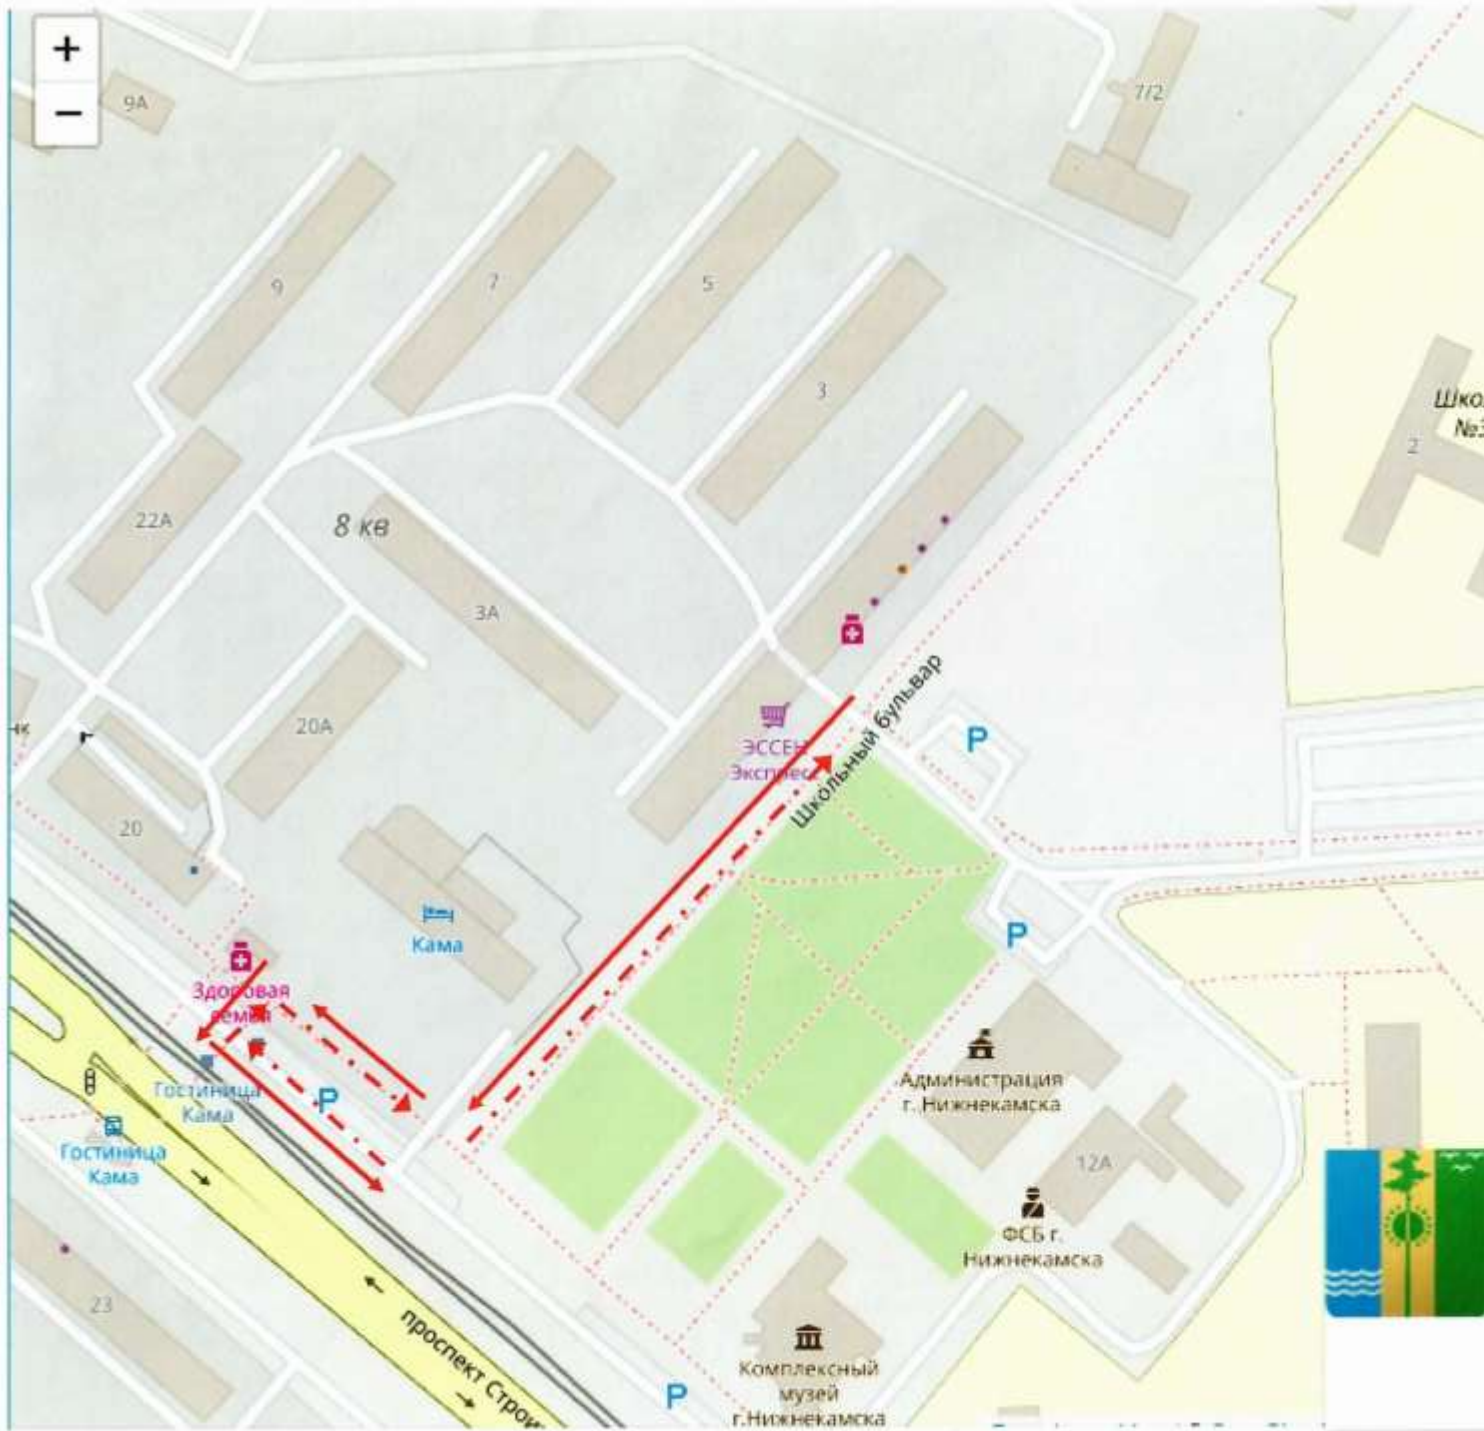 +
−
9А
7/2
9
7
5
3
Шко
№3
2
22А
8 кв
3А
20А
ЭССЕН
Экспресс
Школьный бульвар
P
20
Кама
P
Здоровая
семья
Администрация
г.Нижнекамска
Гостиница
Кама
P
Гостиница
Кама
12А
ФСБ г.
Нижнекамска
23
проспект Строи
Комплексный
музей
г.Нижнекамска
P